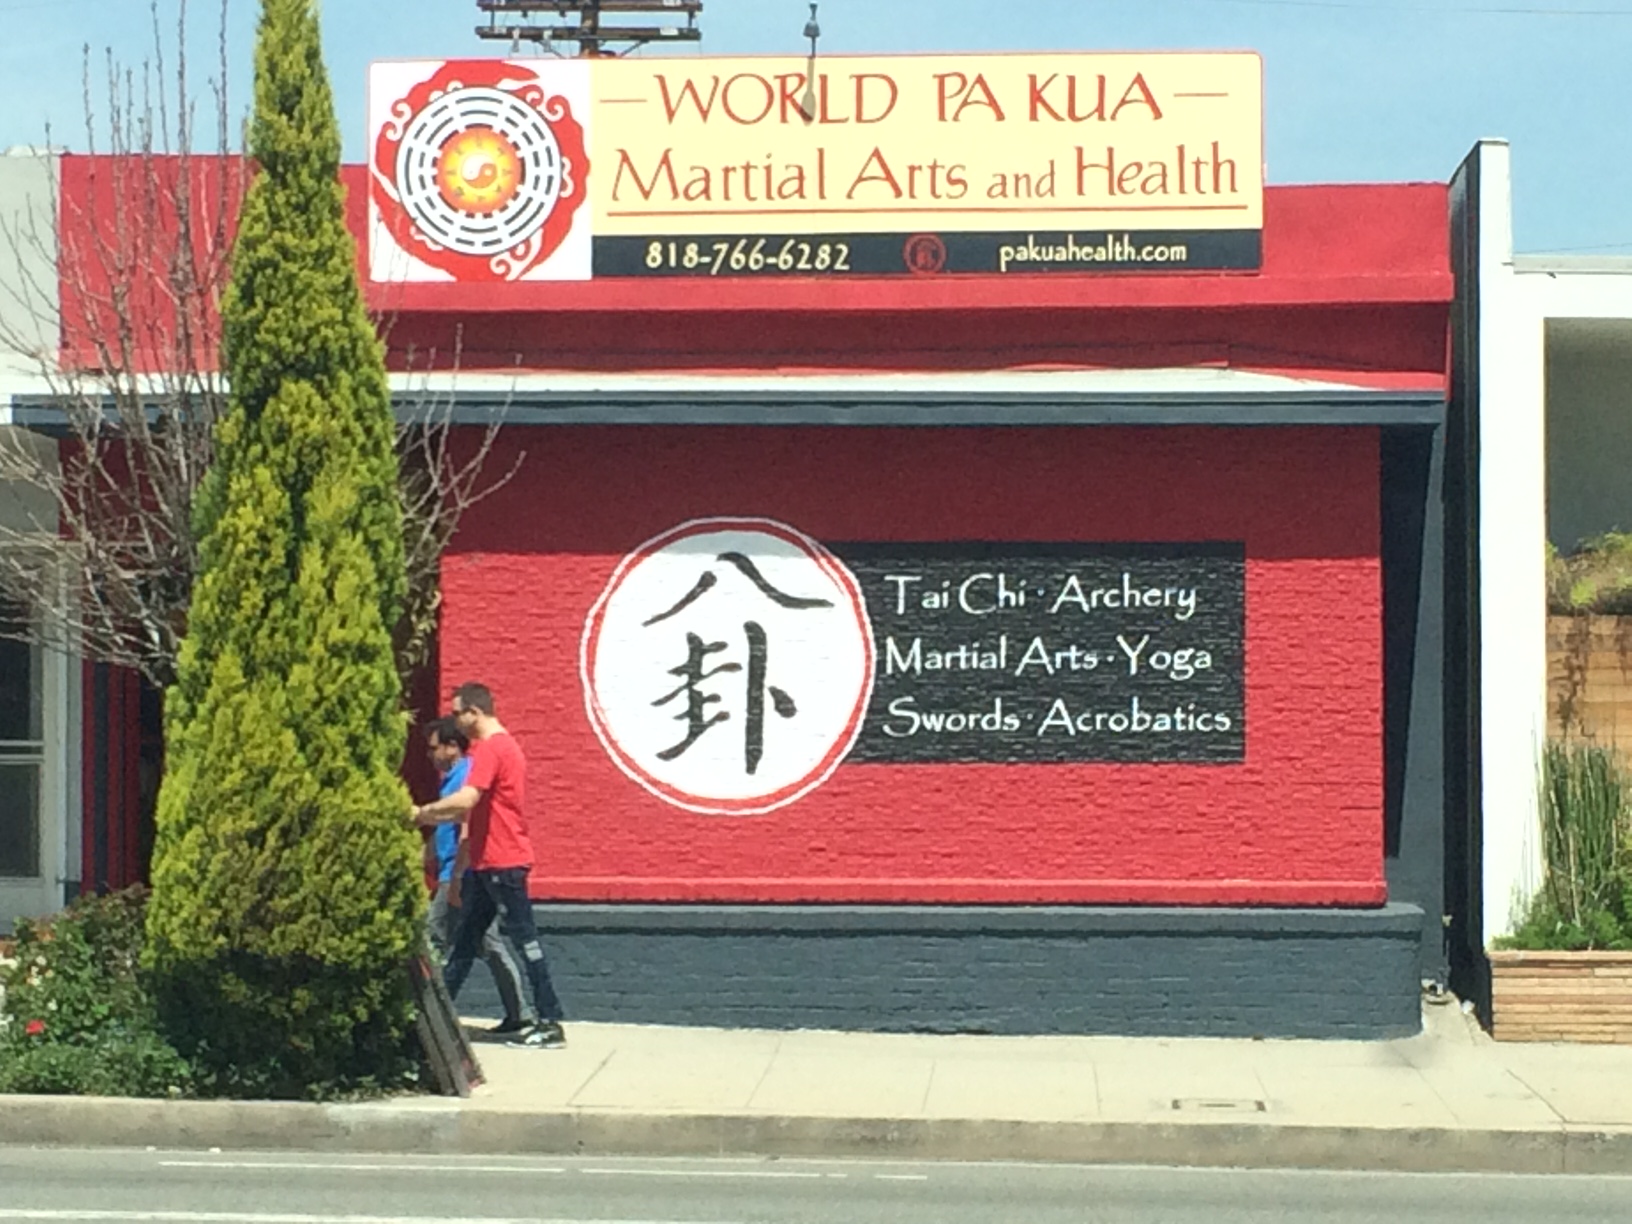 WORLD PA KUA
Martial Arts and Health
818-766-6282 pakuahealth.com
八
卦
Tai Chi · Archery
Martial Arts · Yoga
Swords · Acrobatics